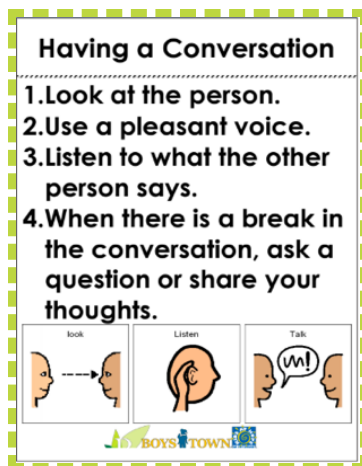 Having a Conversation
1.Look at the person.
2.Use a pleasant voice.
3.Listen to what the other
person says.
4.When there is a break in
the conversation, ask a
question or share your
thoughts.
look
Listen
Talk
BOYS TOWN